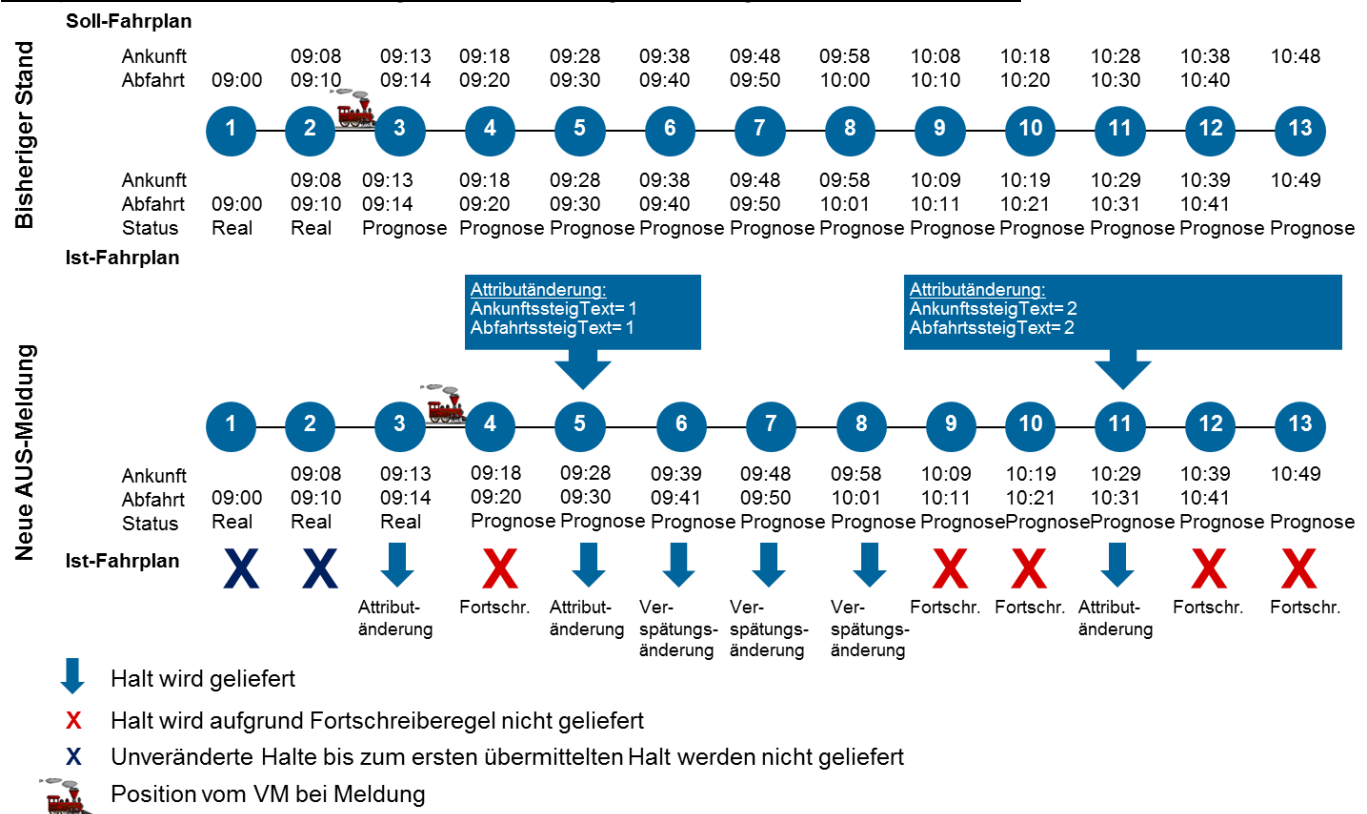 Soll-Fahrplan
Bisheriger Stand
Ankunft 09:08 09:13 09:18 09:28 09:38 09:48 09:58 10:08 10:18 10:28 10:38 10:48
Abfahrt 09:00 09:10 09:14 09:20 09:30 09:40 09:50 10:00 10:10 10:20 10:30 10:40
1 2 3 4 5 6 7 8 9 10 11 12 13
Ankunft 09:08 09:13 09:18 09:28 09:38 09:48 09:58 10:09 10:19 10:29 10:39 10:49
Abfahrt 09:00 09:10 09:14 09:20 09:30 09:40 09:50 10:01 10:11 10:21 10:31 10:41
Status Real Real Prognose Prognose Prognose Prognose Prognose Prognose Prognose Prognose Prognose Prognose Prognose
Ist-Fahrplan
Attributänderung:
AnkunftssteigText= 1
AbfahrtssteigText= 1
Attributänderung:
AnkunftssteigText= 2
AbfahrtssteigText= 2
Neue AUS-Meldung
1 2 3 4 5 6 7 8 9 10 11 12 13
Ankunft 09:08 09:13 09:18 09:28 09:39 09:48 09:58 10:09 10:19 10:29 10:39 10:49
Abfahrt 09:00 09:10 09:14 09:20 09:30 09:41 09:50 10:01 10:11 10:21 10:31 10:41
Status Real Real Real Prognose Prognose Prognose Prognose Prognose Prognose Prognose Prognose Prognose Prognose
Ist-Fahrplan
X X X X X X X
Attribut- Fortschr. Attribut- Ver- Ver- Ver- Fortschr. Fortschr. Attribut- Fortschr. Fortschr.
änderung änderung spätungs- spätungs- spätungs- änderung
änderung änderung änderung
Halt wird geliefert
X Halt wird aufgrund Fortschreiberegel nicht geliefert
X Unveränderte Halte bis zum ersten übermittelten Halt werden nicht geliefert
Position vom VM bei Meldung